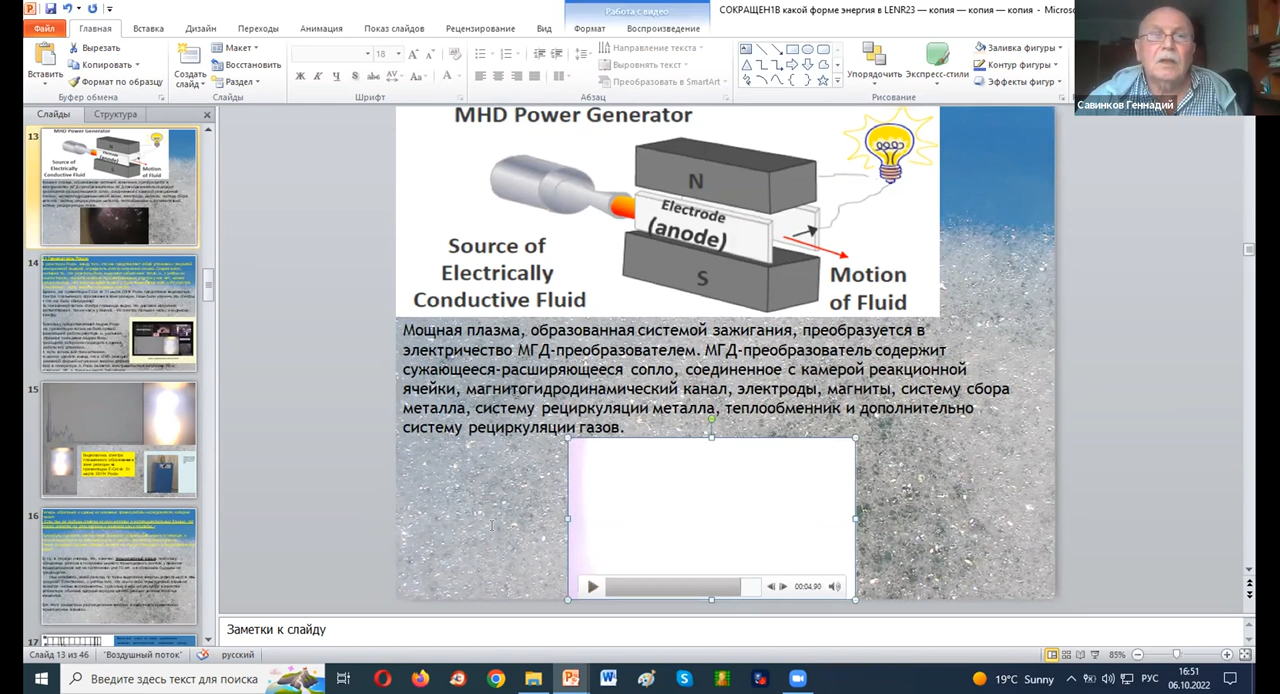 Работа с видео
СОКРАЩЕН1В какой форме энергия в LENR23 — копия — копия — копия - Microsoft
Файл
Главная
Вставка
Дизайн
Переходы
Анимация
Показ слайдов
Рецензирование
Вид
Формат
Воспроизведение
Вставить
Вырезать
Копировать
Формат по образцу
Буфер обмена
Создать слайд
Макет
Восстановить
Раздел
Слайды
18
Шрифт
Направление текста
Выровнять текст
Преобразовать в SmartArt
Абзац
Упорядочить
Экспресс-стили
Заливка фигуры
Контур фигуры
Эффекты фигур
Рисование
Савинков Геннадий
Слайды
Структура
13
14
15
16
17
MHD Power Generator
N
Electrode
(anode)
S
Source of
Electrically
Conductive Fluid
Motion
of Fluid
Мощная плазма, образованная системой зажигания, преобразуется в
электричество МГД-преобразователем. МГД-преобразователь содержит
сужающееся-расширяющееся сопло, соединенное с камерой реакционной
ячейки, магнитогидродинамический канал, электроды, магниты, систему сбора
металла, систему рециркуляции металла, теплообменник и дополнительно
систему рециркуляции газов.
00:04.90
Заметки к слайду
Слайд 13 из 46
"Воздушный поток"
русский
85%
Введите здесь текст для поиска
19°C Sunny
РУС
16:51
06.10.2022